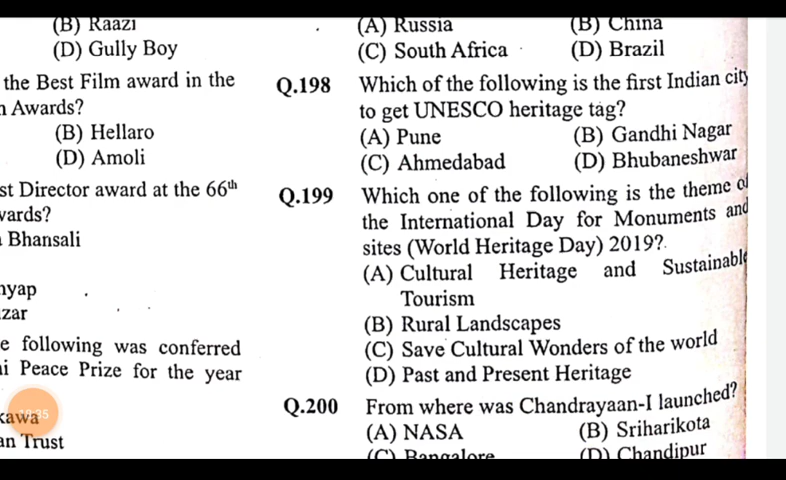 (B) Raazi
(D) Gully Boy
the Best Film award in the
Awards?
(B) Hellaro
(D) Amoli
st Director award at the 66th
vards?
Bhansali
nyap
zar
e following was conferred
i Peace Prize for the year
kawa
an Trust
(A) Russia (B) China
(C) South Africa (D) Brazil
Q.198 Which of the following is the first Indian city
to get UNESCO heritage tag?
(A) Pune (B) Gandhi Nagar
(C) Ahmedabad (D) Bhubaneshwar
Q.199 Which one of the following is the theme of
the International Day for Monuments and
sites (World Heritage Day) 2019?
(A) Cultural Heritage and Sustainable
Tourism
(B) Rural Landscapes
(C) Save Cultural Wonders of the world
(D) Past and Present Heritage
Q.200 From where was Chandrayaan-I launched?
(A) NASA (B) Sriharikota
(C) Bangalore (D) Chandipur